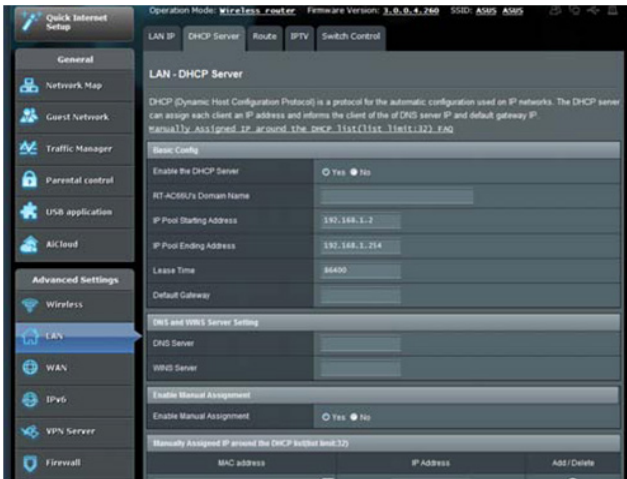 Quick Internet
Setup
Operation Mode: Wireless router Firmware Version: 3.0.0.4.260 SSID: ASUS ASUS
LAN IP DHCP Server Route IPTV Switch Control
General
Network Map
Guest Network
Traffic Manager
Parental control
USB application
AiCloud
Advanced Settings
Wireless
LAN
WAN
IPv6
VPN Server
Firewall
LAN - DHCP Server
DHCP (Dynamic Host Configuration Protocol) is a protocol for the automatic configuration used on IP networks. The DHCP server
can assign each client an IP address and informs the client of the of DNS server IP and default gateway IP.
Manually Assigned IP around the DHCP list(list limit:32) FAQ
Basic Config
Enable the DHCP Server Yes No
RT-AC66U's Domain Name
IP Pool Starting Address 192.168.1.2
IP Pool Ending Address 192.168.1.254
Lease Time 86400
Default Gateway
DNS and WINS Server Setting
DNS Server
WINS Server
Enable Manual Assignment
Enable Manual Assignment Yes No
Manually Assigned IP around the DHCP list(list limit:32)
MAC address IP Address Add / Delete